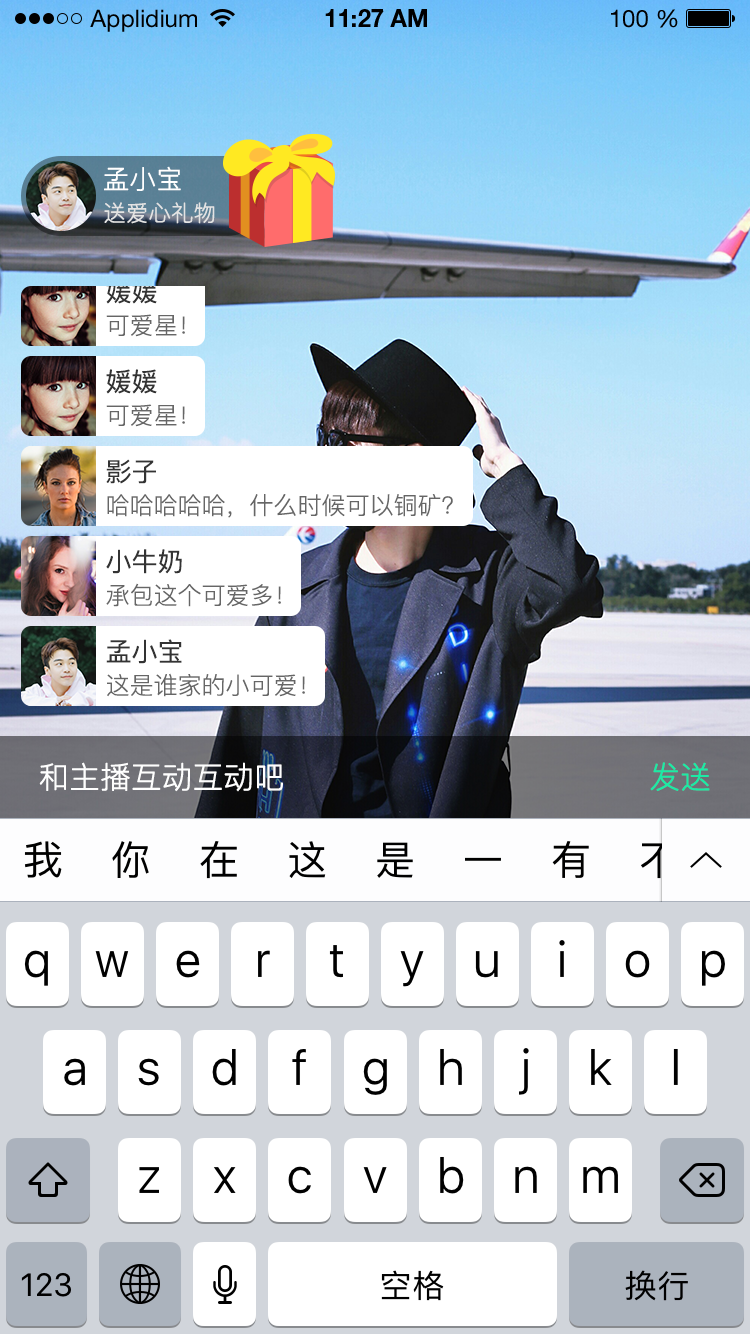 Applidium 11:27 AM 100 %
孟小宝
送爱心礼物
媛媛
可爱星！
媛媛
可爱星！
影子
哈哈哈哈哈，什么时候可以铜矿？
小牛奶
承包这个可爱多！
孟小宝
这是谁家的小可爱！
和主播互动互动吧 发送
我 你 在 这 是 一 有 不
q w e r t y u i o p
a s d f g h j k l
z x c v b n m
123 空格 换行